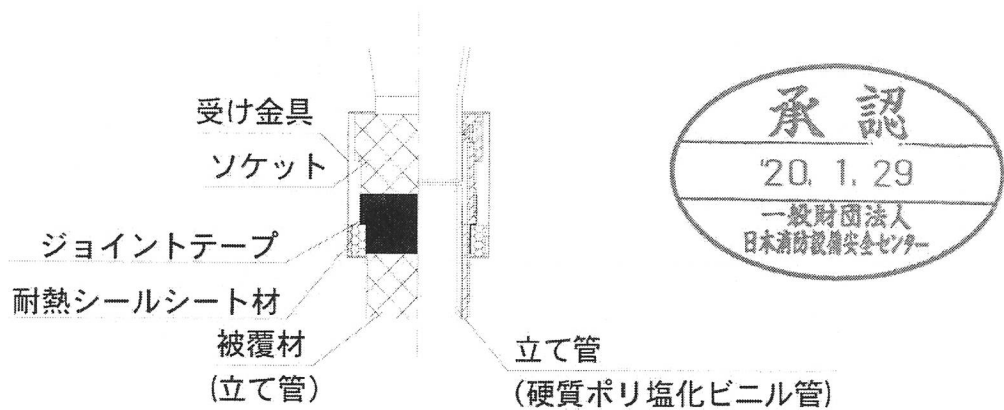 受け金具
ソケット
ジョイントテープ
耐熱シールシート材
被覆材
(立て管)
立て管
(硬質ポリ塩化ビニル管)
承認
'20. 1. 29
一般財団法人
日本消防設備安全センター